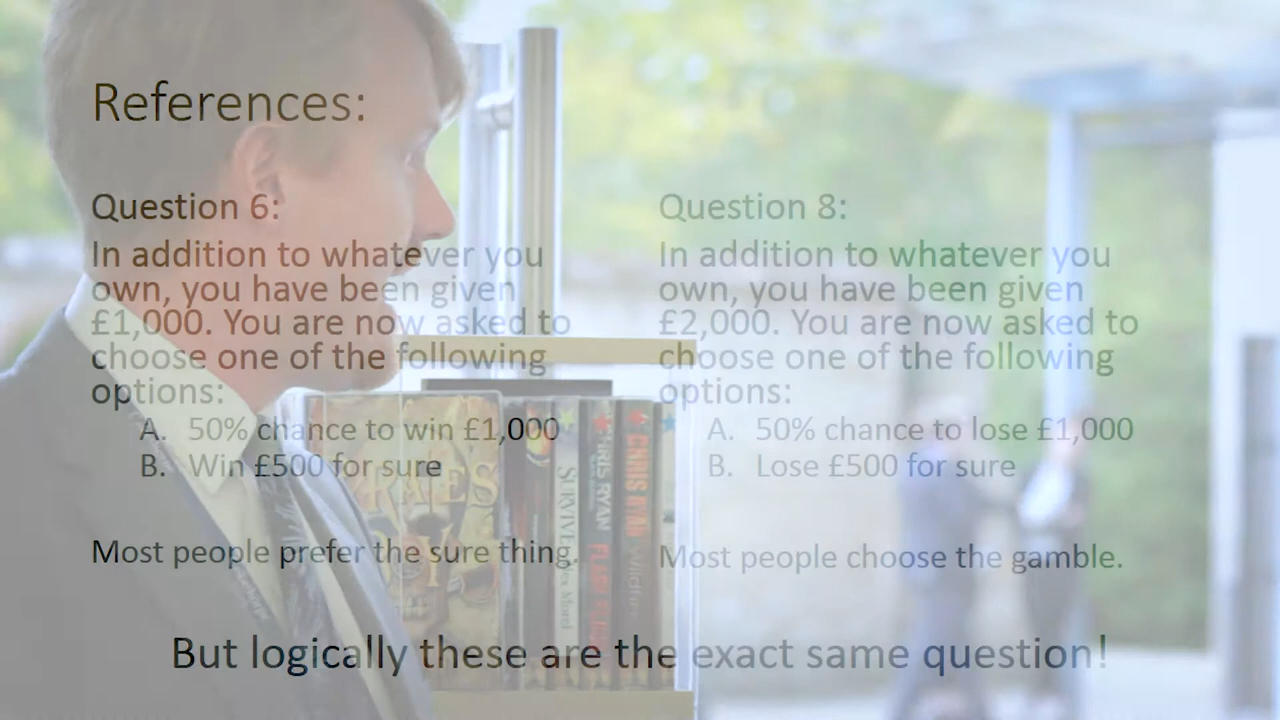 References:
Question 6:
In addition to whatever you
own, you have been given
£1,000. You are now asked to
choose one of the following
options:
A. 50% chance to win £1,000
B. Win £500 for sure
Most people prefer the sure thing.
Question 8:
In addition to whatever you
own, you have been given
£2,000. You are now asked to
choose one of the following
options:
A. 50% chance to lose £1,000
B. Lose £500 for sure
Most people choose the gamble.
But logically these are the exact same question!
CHRIS RYAN
CHRIS RYAN